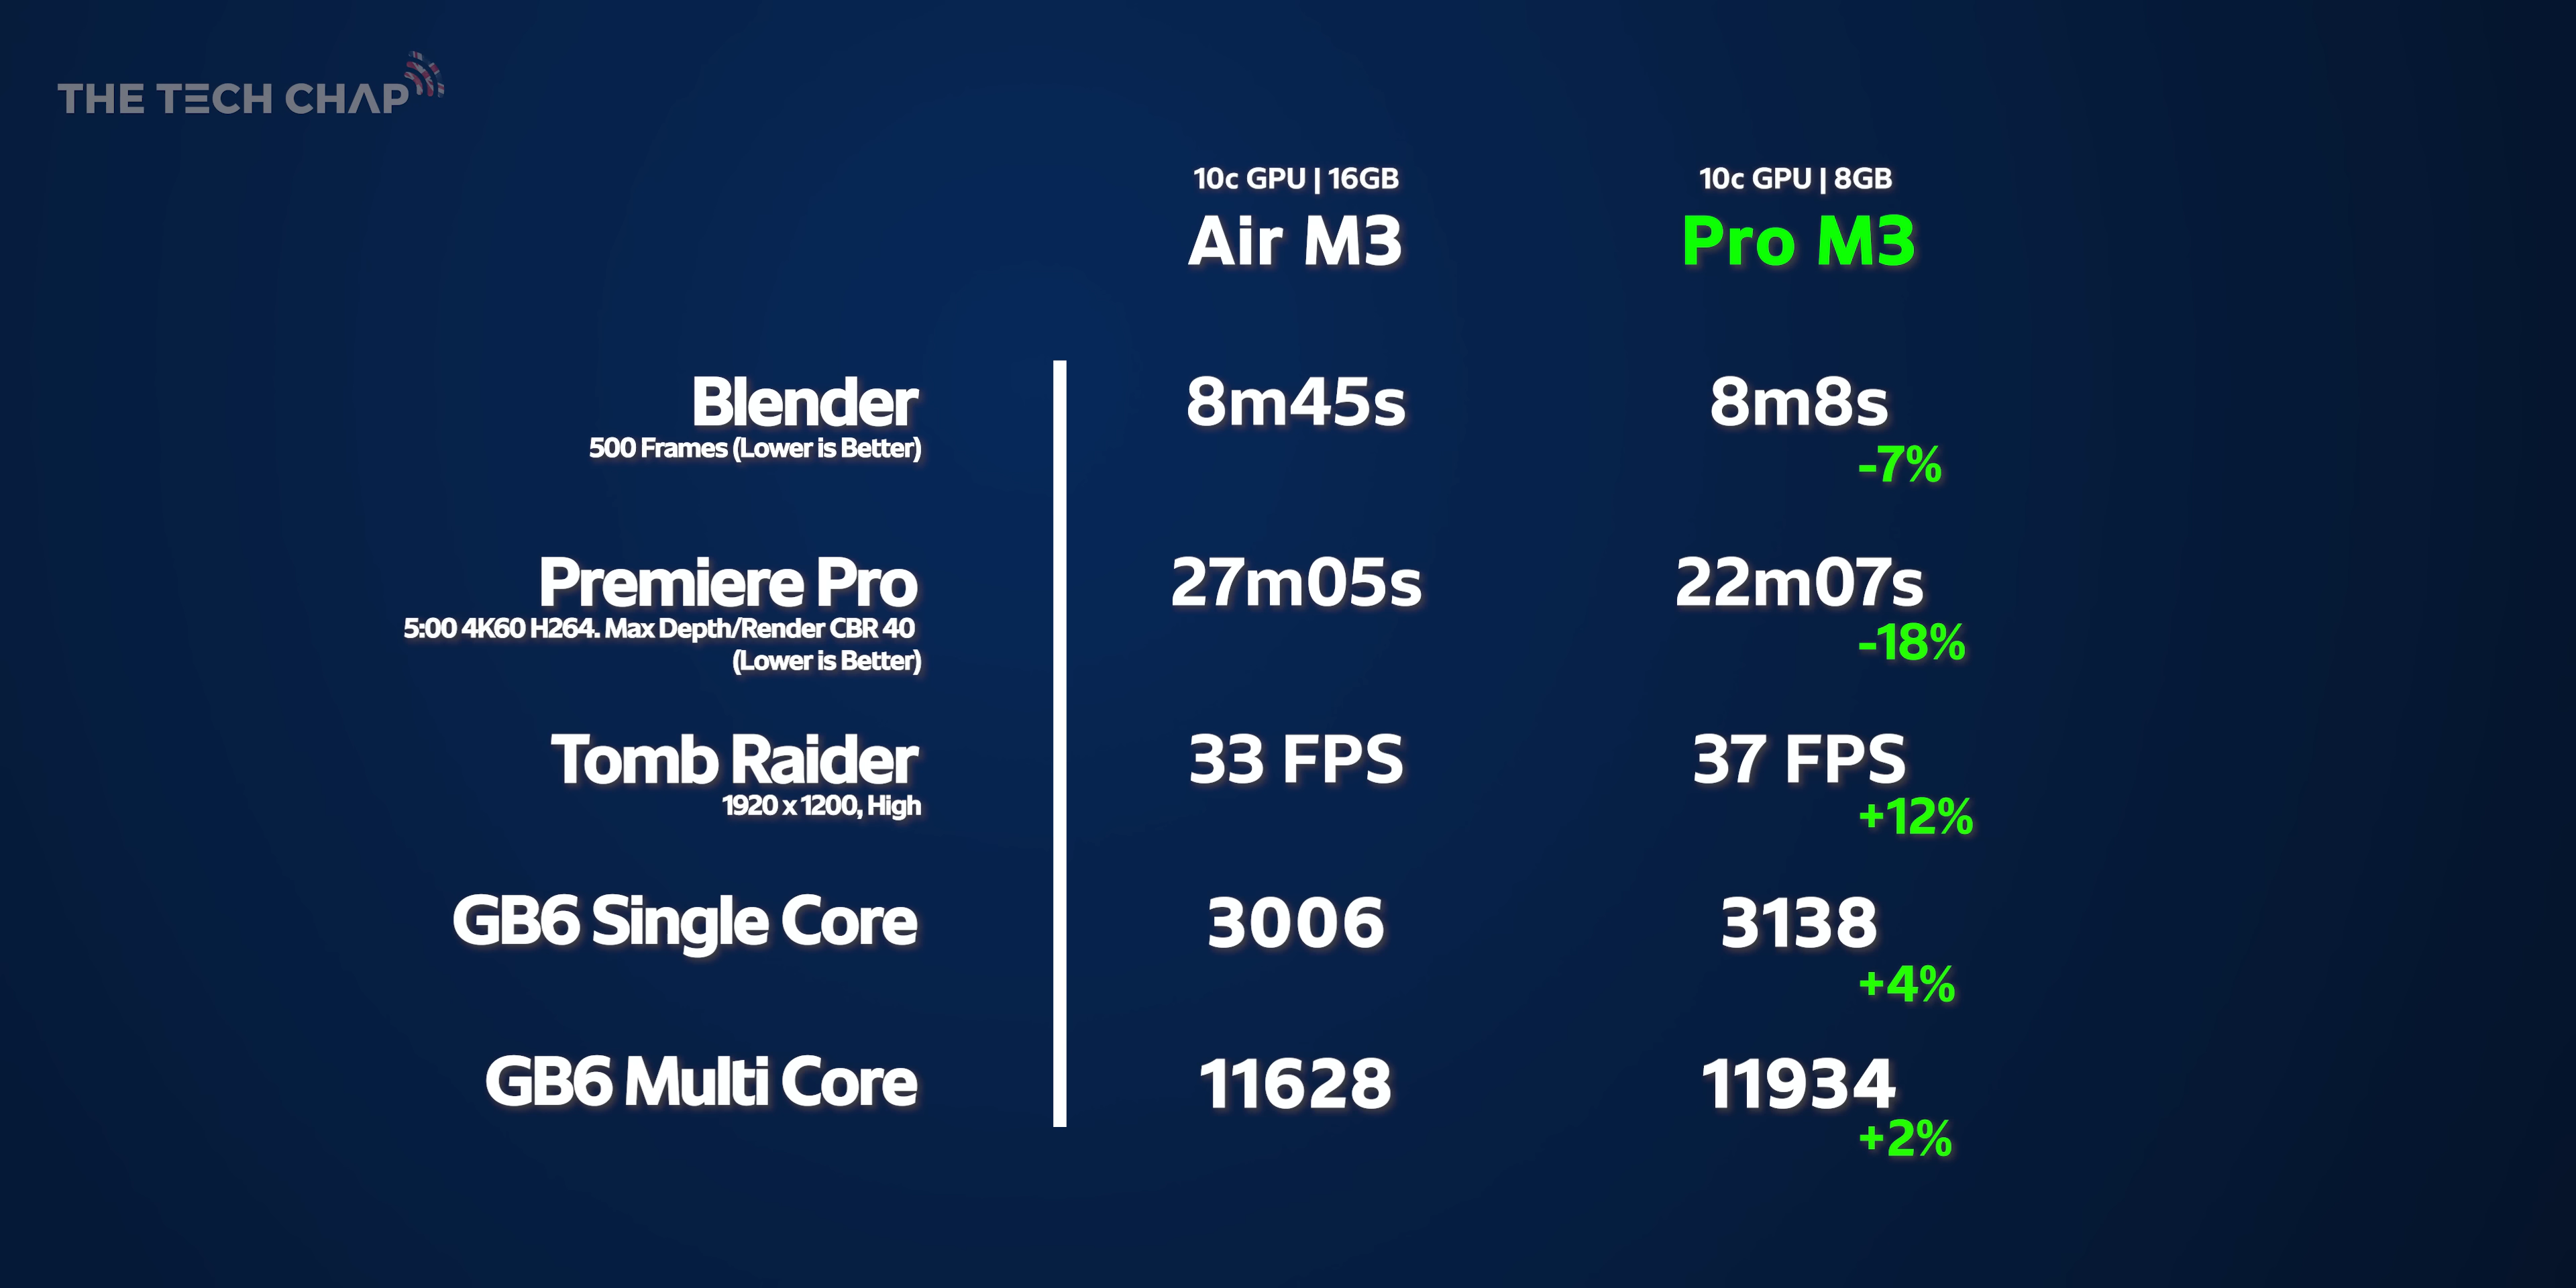 THE TECH CHAP
10c GPU | 16GB
10c GPU | 8GB
Air M3
Pro M3
Blender
8m45s
8m8s
500 Frames (Lower is Better)
-7%
Premiere Pro
27m05s
22m07s
5:00 4K60 H264. Max Depth/Render CBR 40
-18%
(Lower is Better)
Tomb Raider
33 FPS
37 FPS
1920 x 1200, High
+12%
GB6 Single Core
3006
3138
+4%
GB6 Multi Core
11628
11934
+2%